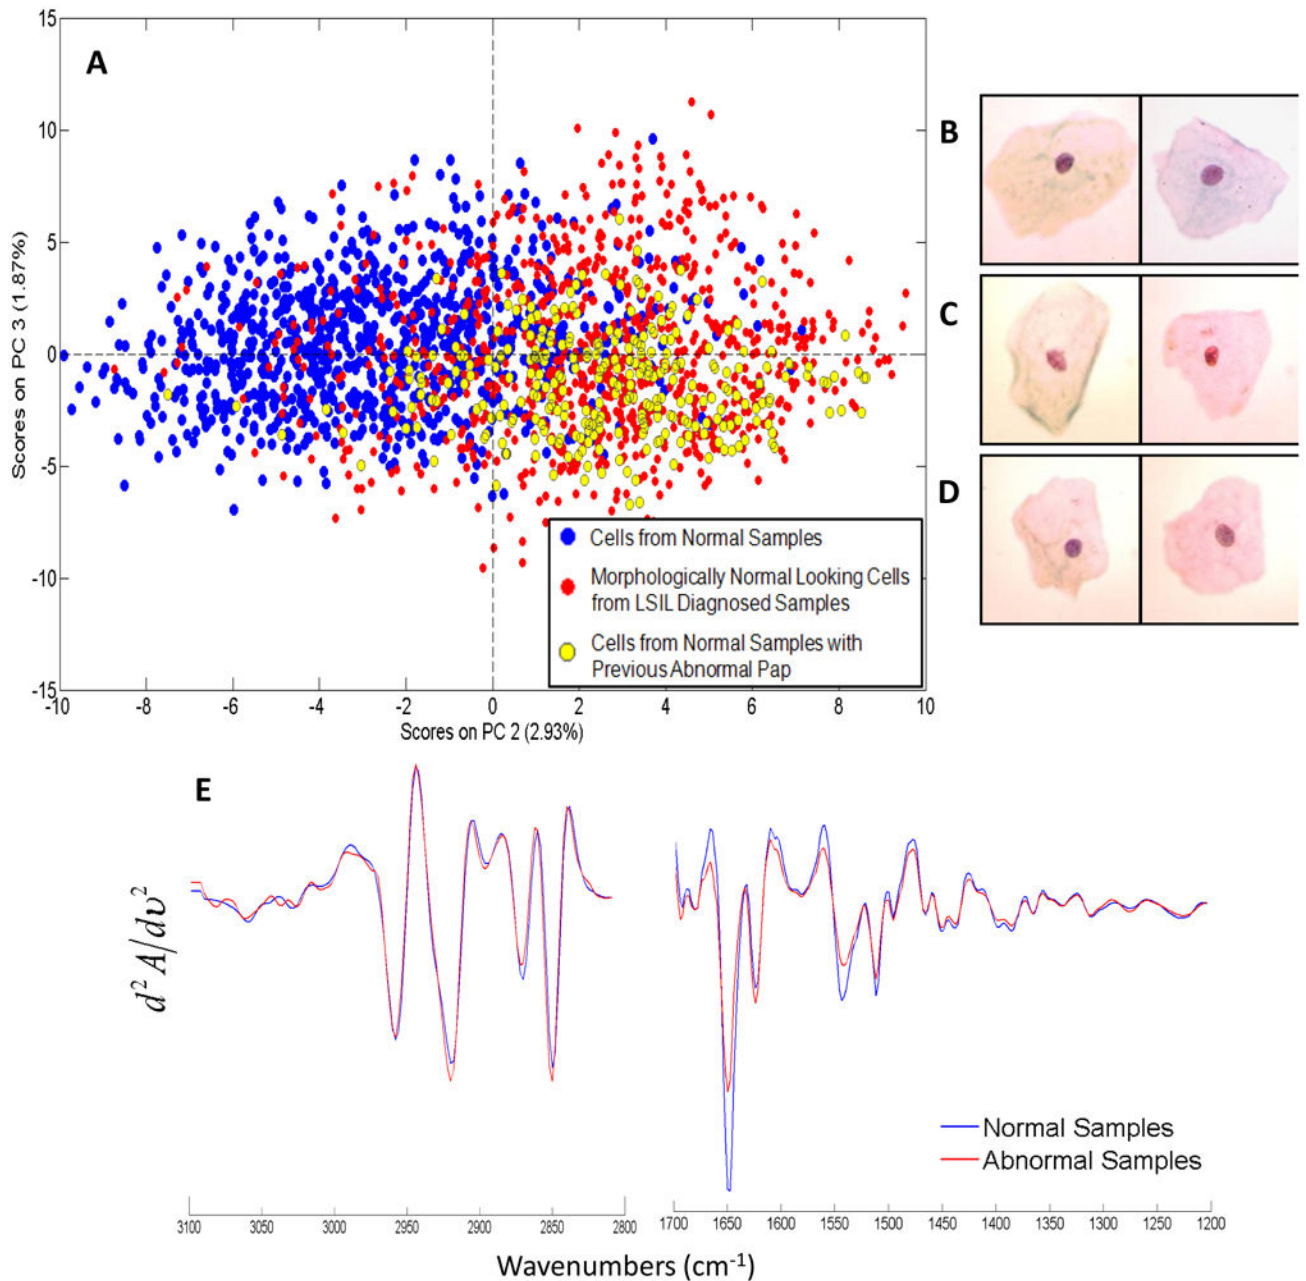 A
15
10
5
0
-5
-10
-15
Scores on PC 3 (1.87%)
-10 -8 -6 -4 -2 0 2 4 6 8 10
Scores on PC 2 (2.93%)
Cells from Normal Samples
Morphologically Normal Looking Cells
from LSIL Diagnosed Samples
Cells from Normal Samples with
Previous Abnormal Pap
B
C
D
E
d² A/dυ²
Normal Samples
Abnormal Samples
3100 3050 3000 2950 2900 2850 2800 1700 1650 1600 1550 1500 1450 1400 1350 1300 1250 1200
Wavenumbers (cm⁻¹)